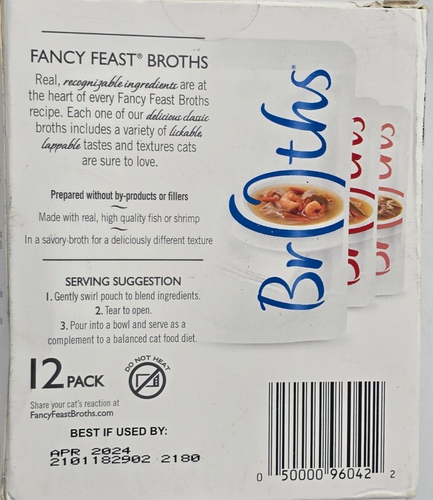 FANCY FEAST® BROTHS
Real, recognizable ingredients are at
the heart of every Fancy Feast Broths
recipe. Each one of our delicious classic
broths includes a variety of lickable
lappable tastes and textures cats
are sure to love.
Prepared without by-products or fillers
Made with real, high quality fish or shrimp
In a savory broth for a deliciously different texture
SERVING SUGGESTION
1. Gently swirl pouch to blend ingredients.
2. Tear to open.
3. Pour into a bowl and serve as a
complement to a balanced cat food diet.
12 PACK
DO NOT HEAT
Share your cat's reaction at
FancyFeastBroths.com
BEST IF USED BY:
APR 2024
2101182902 2180
Broths®
0 50000 96042 2